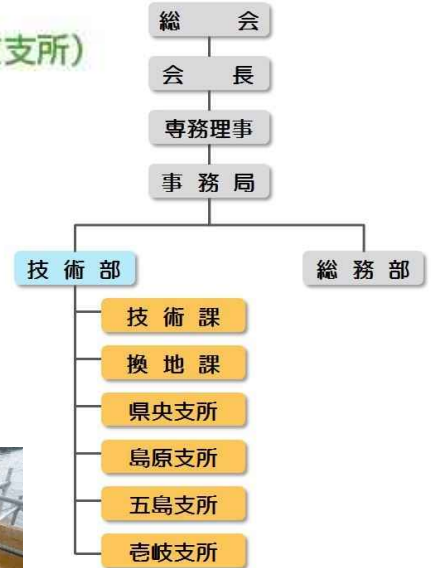 支所）
総　会
会　長
専務理事
事 務 局
技 術 部
総 務 部
技 術 課
換 地 課
県央支所
島原支所
五島支所
壱岐支所